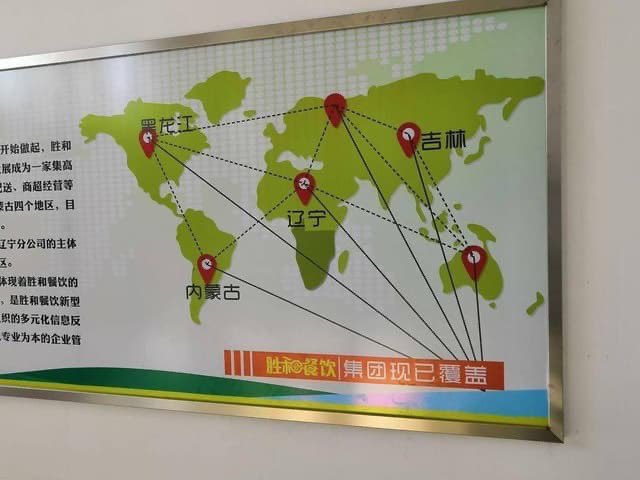 开始做起，胜和
展成为一家集高
配送、商超经营等
蒙古四个地区，目
。
辽宁分公司的主体
区。
体现着胜和餐饮的
，是胜和餐饮新型
织的多元化信息反
专业为本的企业管
黑龙江
吉林
辽宁
内蒙古
胜和餐饮 集团现已覆盖